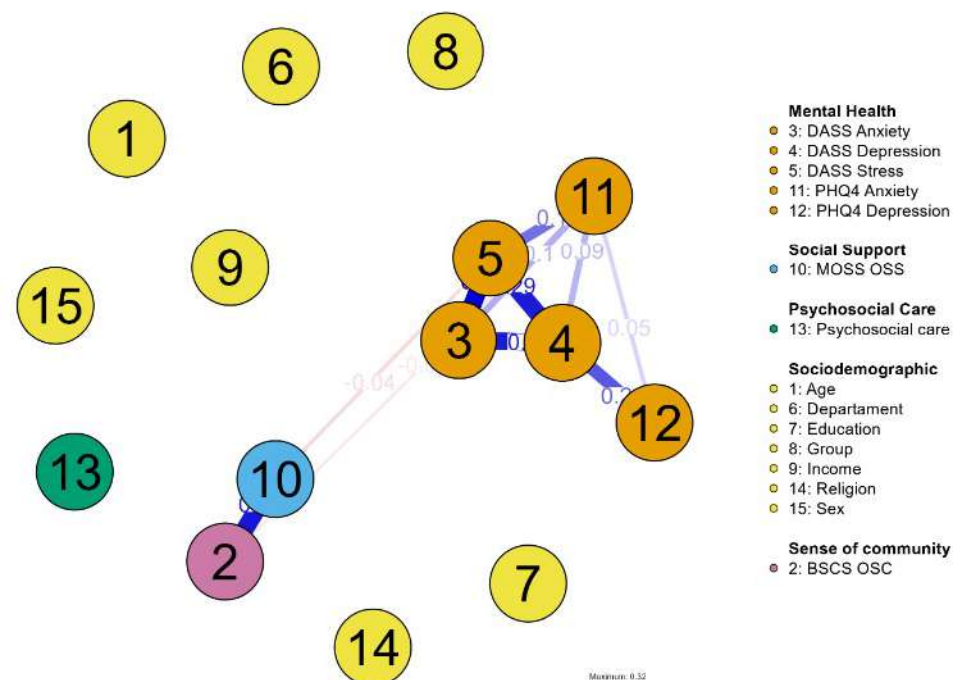 8
6
1
11
9
5
15
3
4
12
13
10
2
7
14
0.09
0.05
-0.04
Mental Health
3: DASS Anxiety
4: DASS Depression
5: DASS Stress
11: PHQ4 Anxiety
12: PHQ4 Depression
Social Support
10: MOSS OSS
Psychosocial Care
13: Psychosocial care
Sociodemographic
1: Age
6: Departament
7: Education
8: Group
9: Income
14: Religion
15: Sex
Sense of community
2: BSCS OSC
Maximum: 0.32